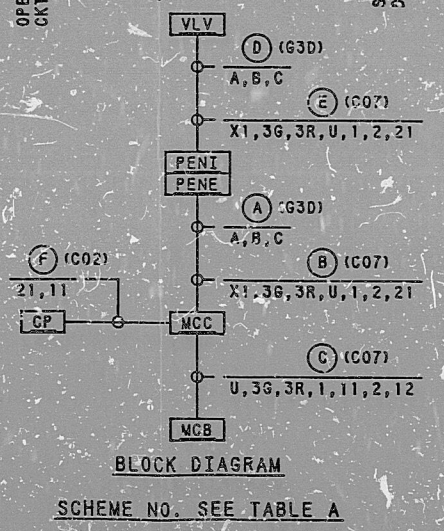 OPE
CKT
VLV
D (G3D)
A,B,C
E (C07)
X1,3G,3R,U,1,2,21
PENI
PENE
A (G3D)
A,B,C
F (C02)
21,11
B (C07)
X1,3G,3R,U,1,2,21
CP
MCC
C (C07)
U,3G,3R,1,11,2,12
MCB
BLOCK DIAGRAM
SCHEME NO. SEE TABLE A